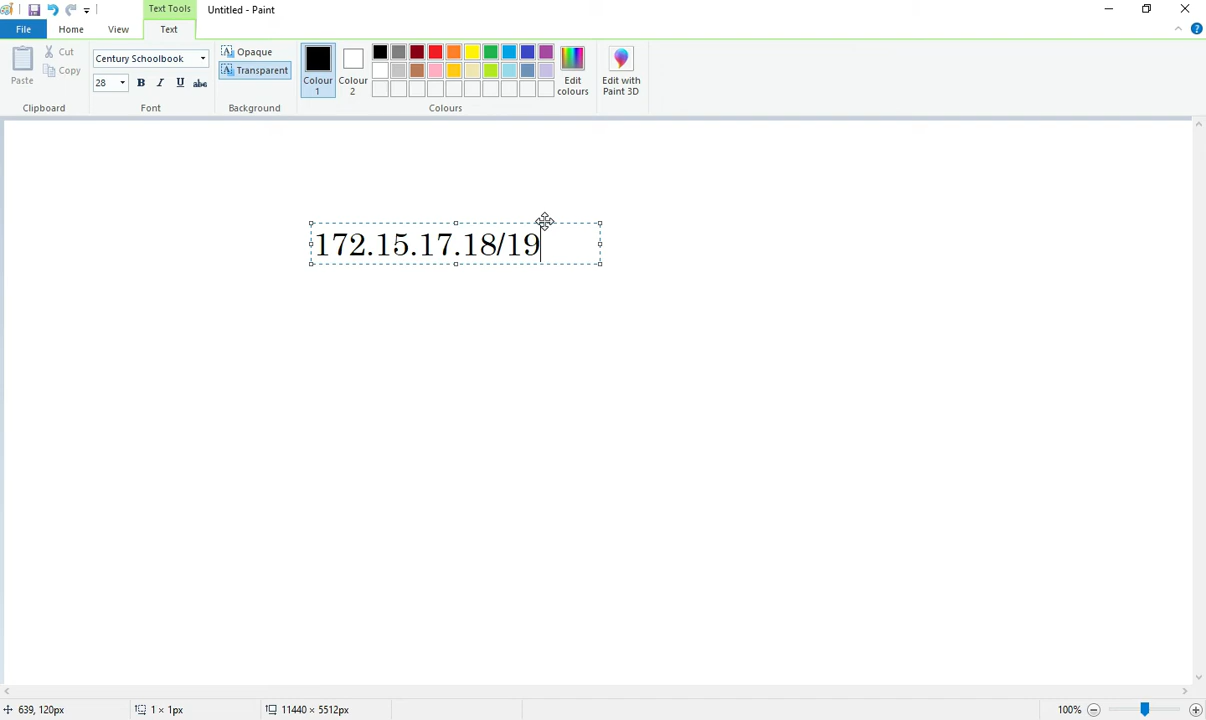 Text Tools
Untitled - Paint
File
Home
View
Text
Paste
Cut
Copy
Clipboard
Century Schoolbook
28
B I U abc
Font
Opaque
Transparent
Background
Colour 1
Colour 2
Edit colours
Colours
Edit with Paint 3D
172.15.17.18/19
639, 120px
1 × 1px
11440 × 5512px
100%